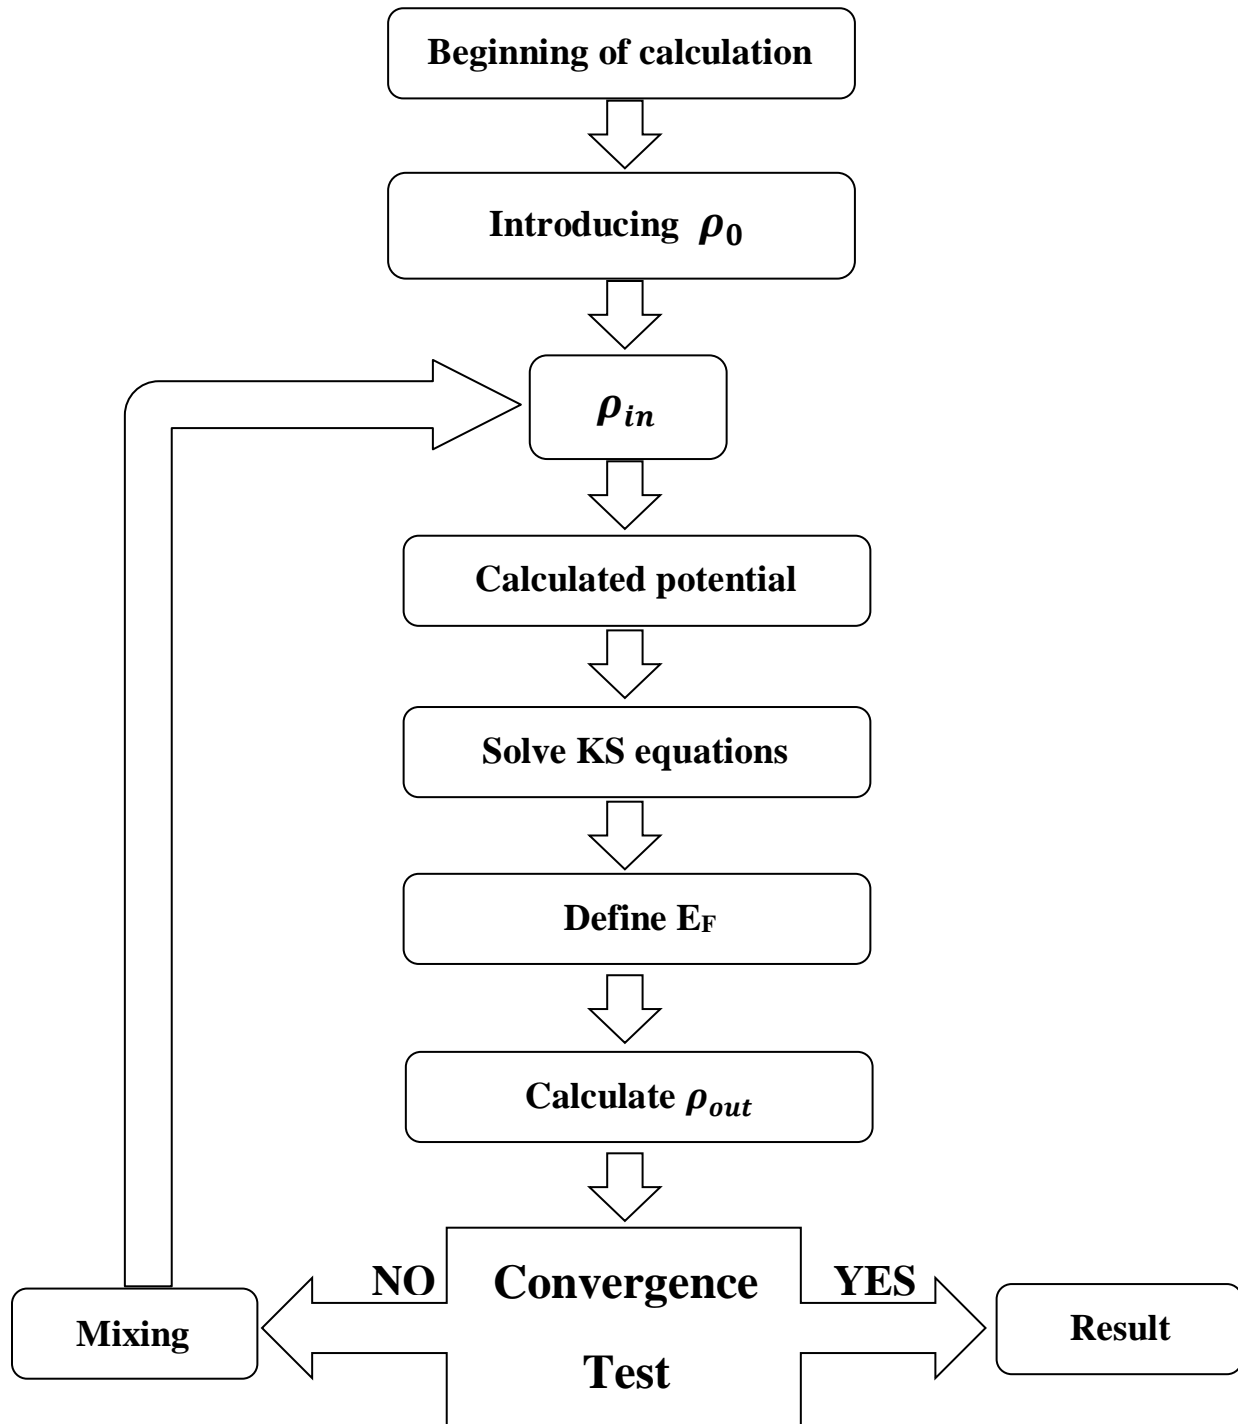 Beginning of calculation
Introducing ρ₀
ρᵢₙ
Calculated potential
Solve KS equations
Define E_F
Calculate ρₒᵤₜ
NO
Convergence
Test
YES
Mixing
Result